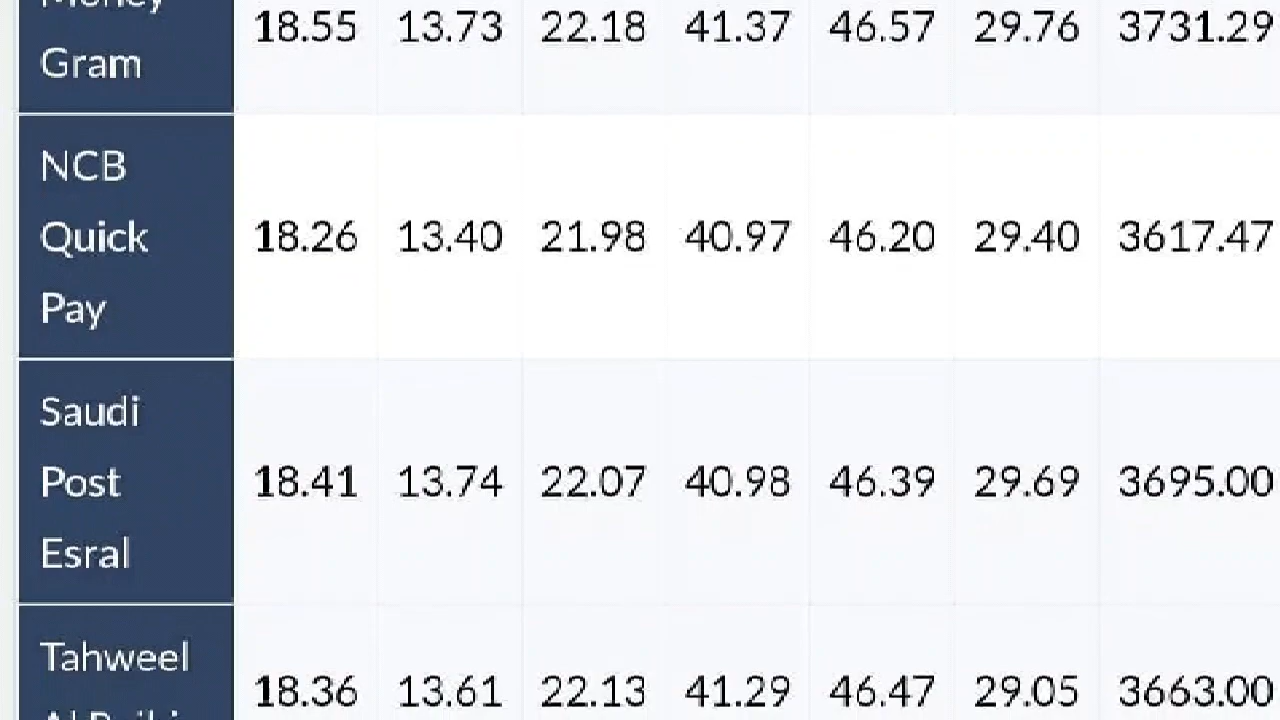 Money
Gram
18.55 13.73 22.18 41.37 46.57 29.76 3731.29
NCB
Quick
Pay
18.26 13.40 21.98 40.97 46.20 29.40 3617.47
Saudi
Post
Esral
18.41 13.74 22.07 40.98 46.39 29.69 3695.00
Tahweel
18.36 13.61 22.13 41.29 46.47 29.05 3663.00